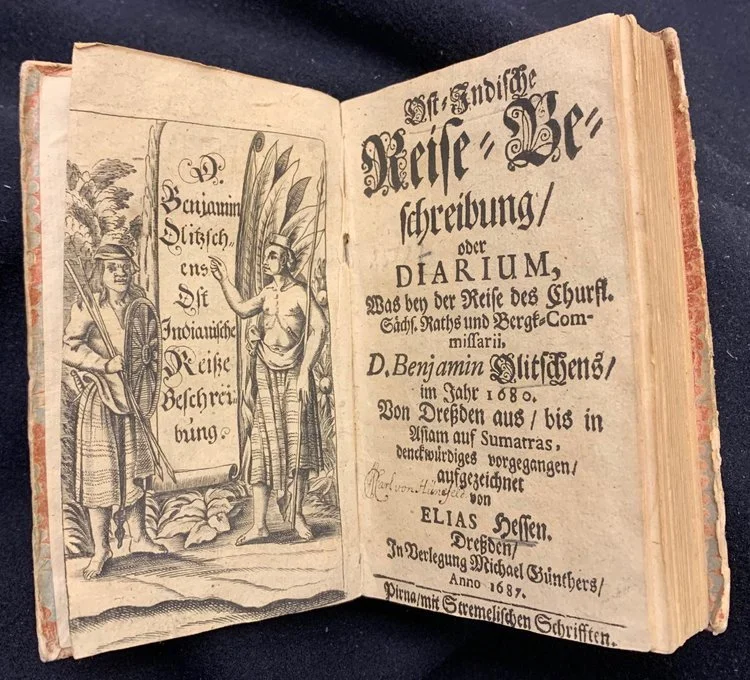 D.
Benjamin
Olitzsch⸗
ens
Ost
Indianische
Reiße
Beschrei⸗
bung.
Ost⸗Indische
Reise⸗Be⸗
schreibung/
oder
DIARIUM,
Was bey der Reise des Churfl.
Sächs. Raths und Bergk⸗Com⸗
missarii,
D. Benjamin Olitschens/
im Jahr 1680.
Von Dreßden aus/ bis in
Asiam auf Sumatras,
denckwürdiges vorgegangen/
aufgezeichnet
von
ELIAS Hessen.
Dreßden/
In Verlegung Michael Günthers/
Anno 1687.
Pirna/mit Stremelischen Schrifften.